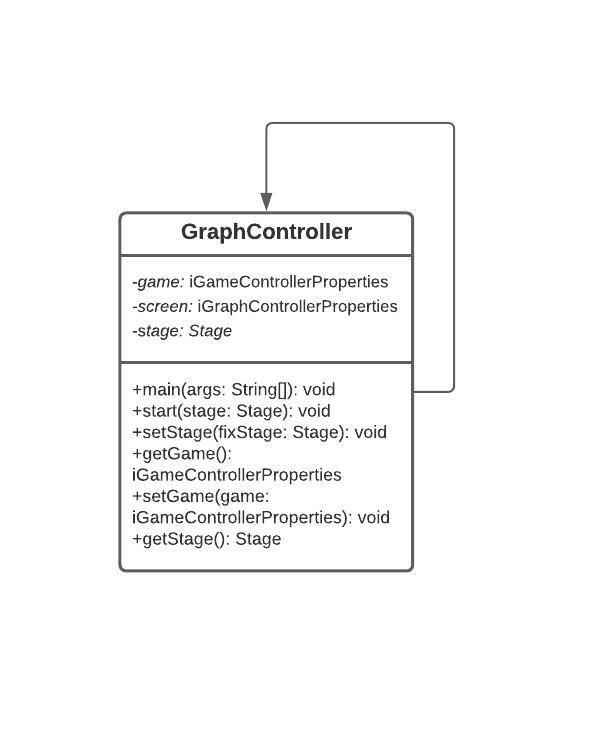 GraphController
-game: iGameControllerProperties
-screen: iGraphControllerProperties
-stage: Stage
+main(args: String[]): void
+start(stage: Stage): void
+setStage(fixStage: Stage): void
+getGame():
iGameControllerProperties
+setGame(game:
iGameControllerProperties): void
+getStage(): Stage